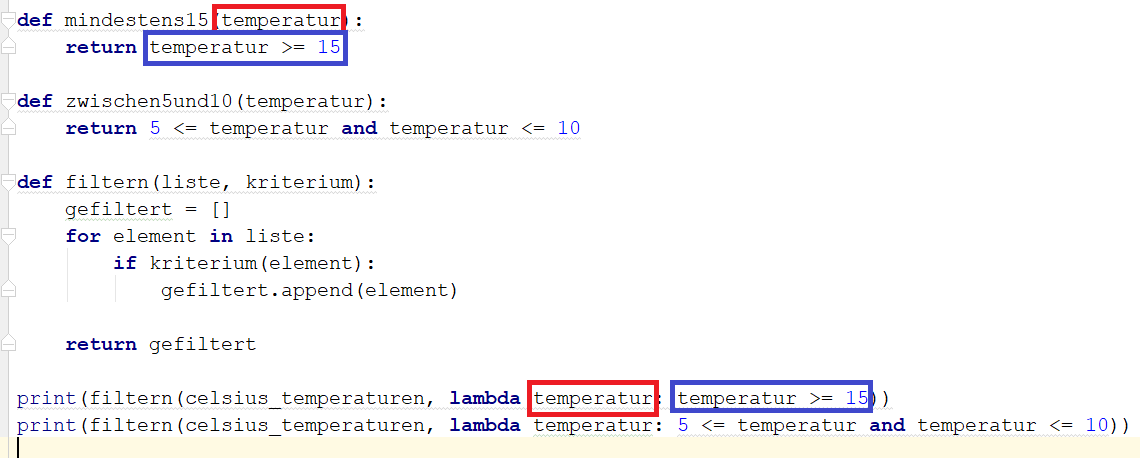 def mindestens15(temperatur):
    return temperatur >= 15
def zwischen5und10(temperatur):
    return 5 <= temperatur and temperatur <= 10
def filtern(liste, kriterium):
    gefiltert = []
    for element in liste:
        if kriterium(element):
            gefiltert.append(element)
    return gefiltert
print(filtern(celsius_temperaturen, lambda temperatur: temperatur >= 15))
print(filtern(celsius_temperaturen, lambda temperatur: 5 <= temperatur and temperatur <= 10))